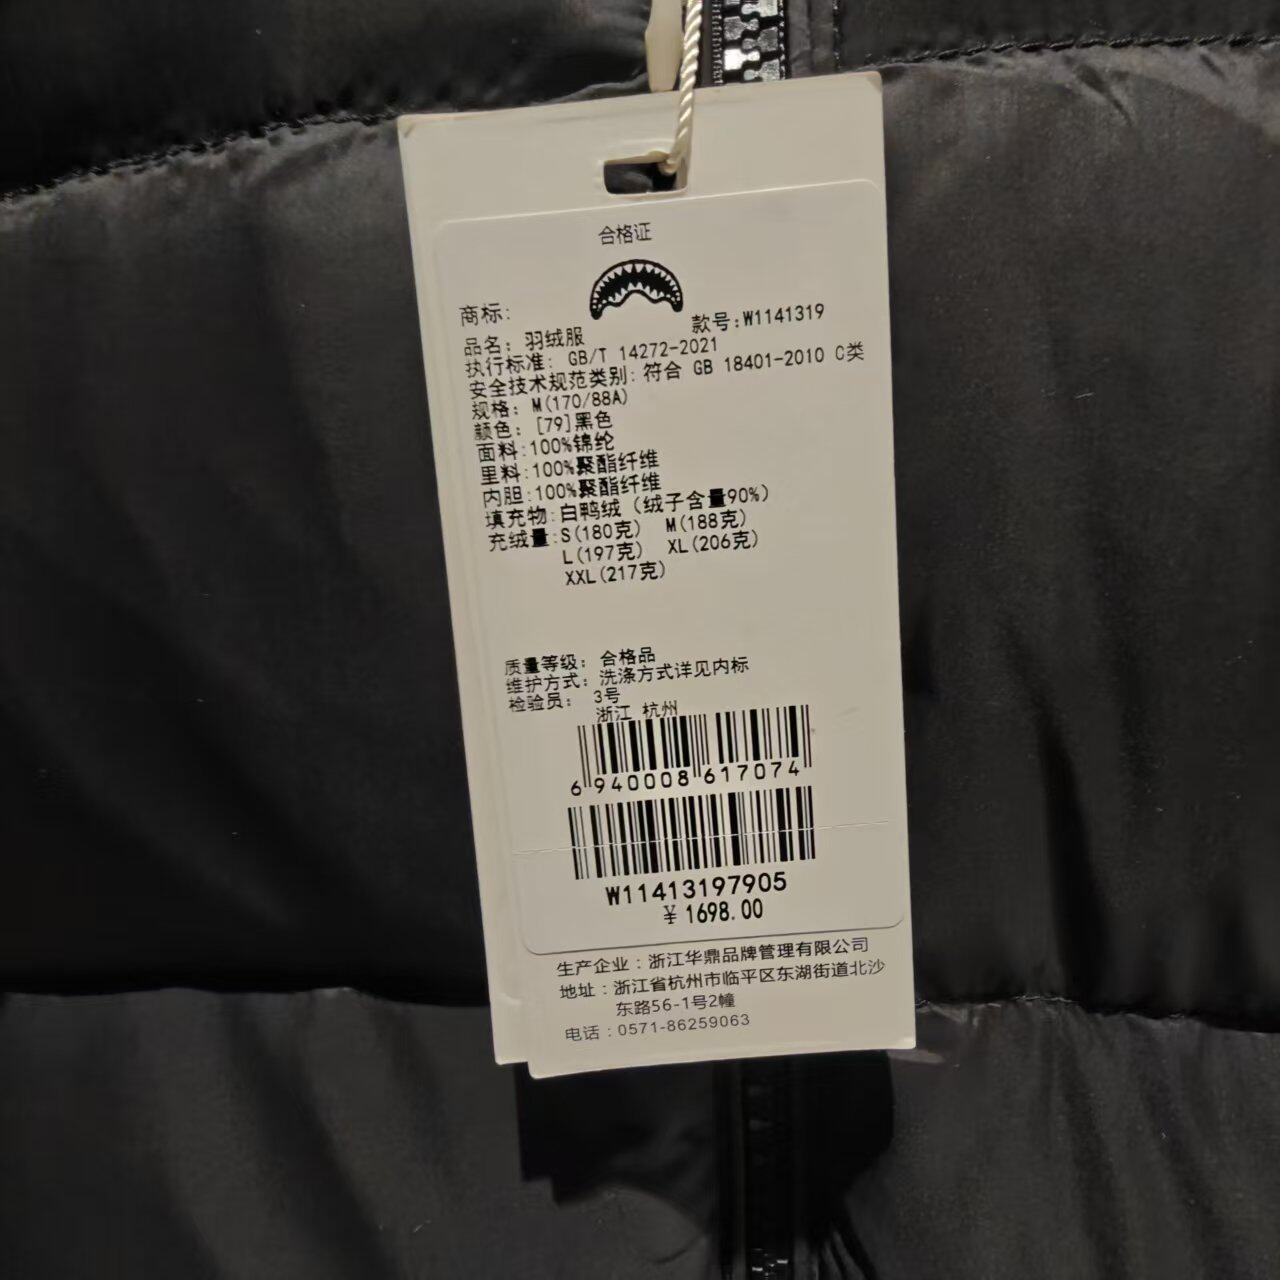 合格证
商标:
款号:W1141319
品名: 羽绒服
执行标准: GB/T 14272-2021
安全技术规范类别: 符合 GB 18401-2010 C类
规格: M(170/88A)
颜色: [79]黑色
面料:100%锦纶
里料:100%聚酯纤维
内胆:100%聚酯纤维
填充物:白鸭绒 (绒子含量90%)
充绒量:S(180克) M(188克)
L(197克) XL(206克)
XXL(217克)
质量等级: 合格品
维护方式: 洗涤方式详见内标
检验员: 3号
浙江 杭州
6 940008 617074
W11413197905
¥ 1698.00
生产企业:浙江华鼎品牌管理有限公司
地址:浙江省杭州市临平区东湖街道北沙
东路56-1号2幢
电话:0571-86259063